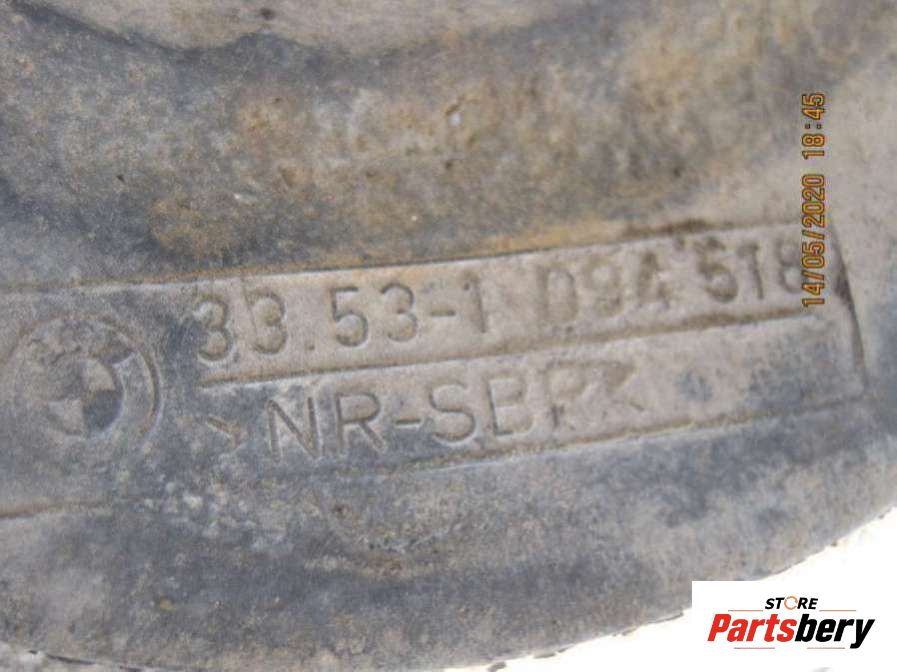 33.53-1 094 518
>NR-SBR<
14/05/2020 18:45
STORE
Partsbery